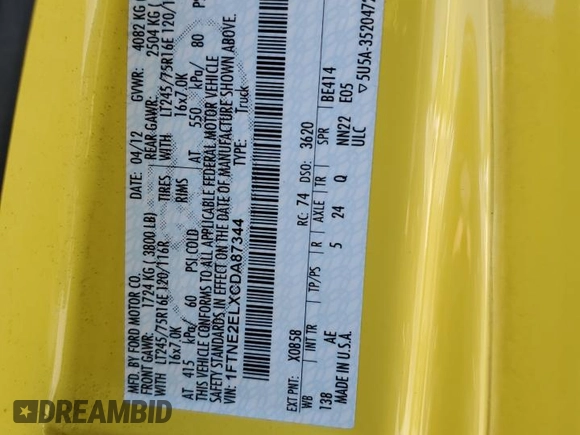 MFD. BY FORD MOTOR CO.
DATE: 04/12 GVWR: 4082 KG
FRONT GAWR: 1724 KG ( 3800 LB) REAR GAWR: 2504 KG (
LT245/75R16E 120/116R TIRES WITH LT245/75R16E 120/1
16x7.0K RIMS 16x7.0K
AT 415 kPa/ 60 PSI COLD AT 550 kPa/ 80 PS
THIS VEHICLE CONFORMS TO ALL APPLICABLE FEDERAL MOTOR VEHICLE
SAFETY STANDARDS IN EFFECT ON THE DATE OF MANUFACTURE SHOWN ABOVE.
VIN: 1FTNE2ELXCDA87344 TYPE: Truck
EXT PNT: X0858 RC: 74 DSO: 3620 BE414
WB INT TR TP/PS R AXLE TR SPR
138 AE 5 24 Q NN22 E05
MADE IN U.S.A. ULC
▽5U5A-3520472
DREAMBID